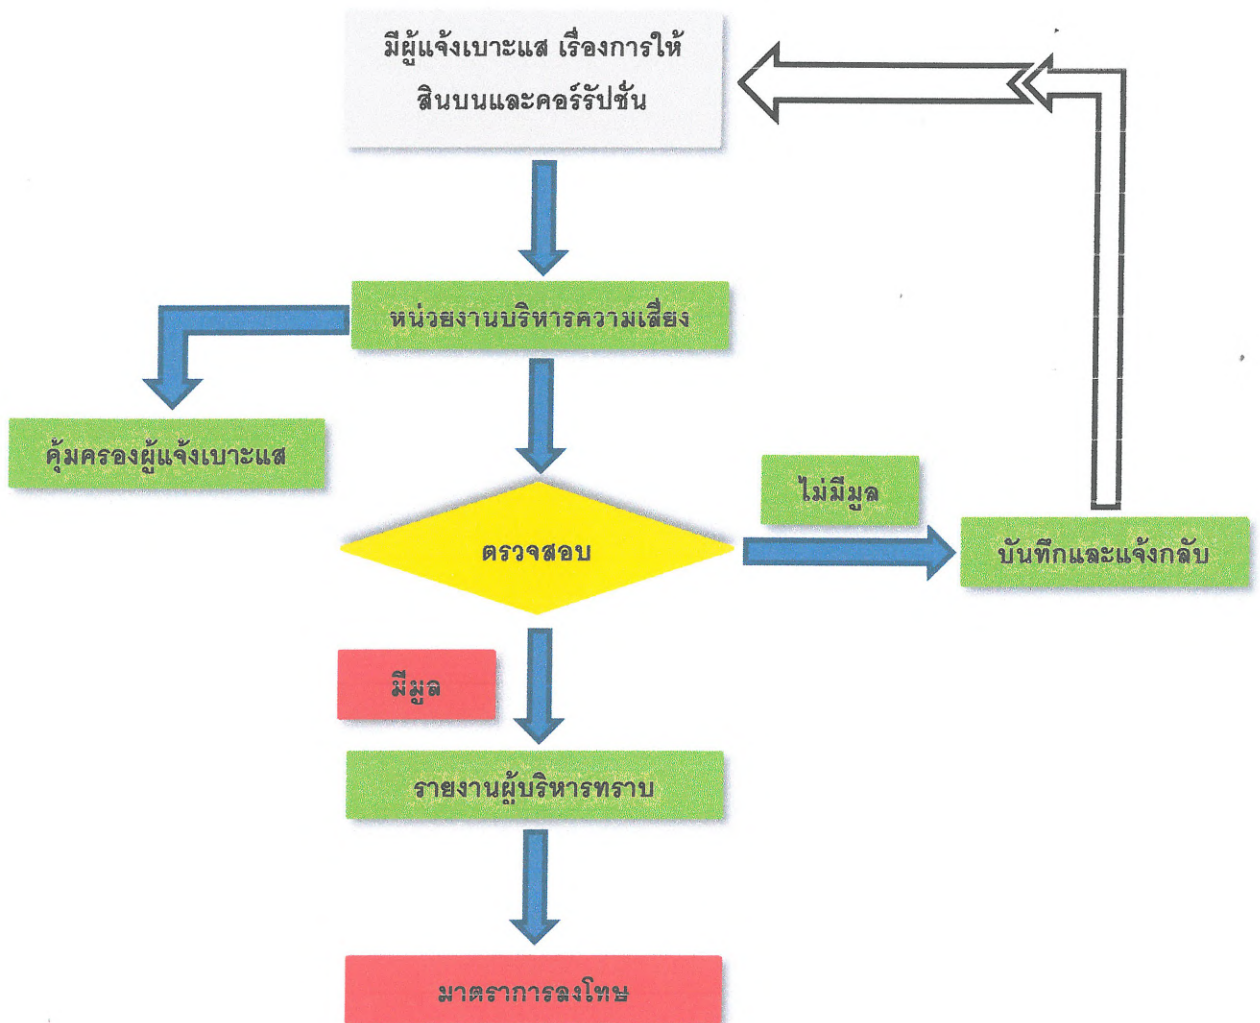 มีผู้แจ้งเบาะแส เรื่องการให้
สินบนและคอร์รัปชั่น
หน่วยงานบริหารความเสี่ยง
คุ้มครองผู้แจ้งเบาะแส
ไม่มีมูล
ตรวจสอบ
บันทึกและแจ้งกลับ
มีมูล
รายงานผู้บริหารทราบ
มาตราการลงโทษ